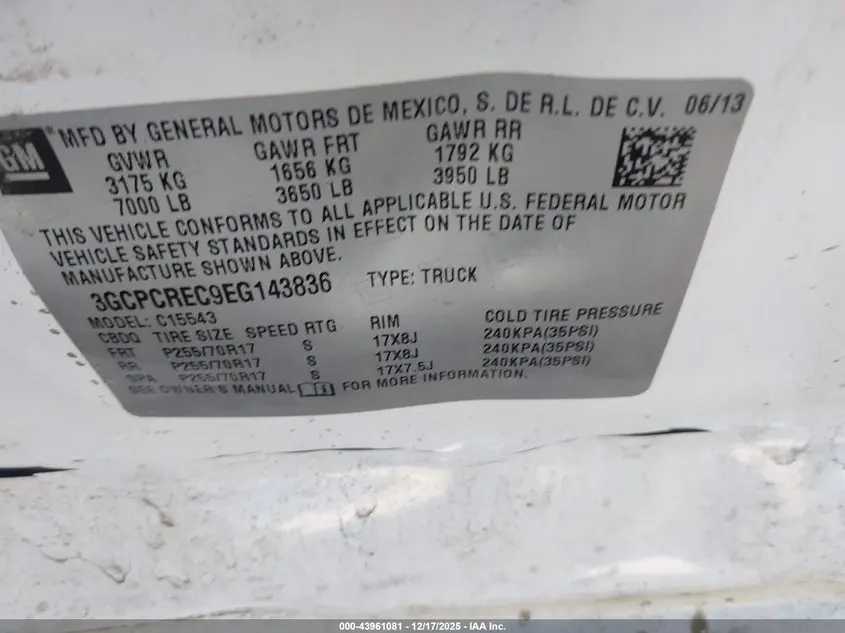 GM
MFD BY GENERAL MOTORS DE MEXICO, S. DE R.L. DE C.V. 06/13
GVWR GAWR FRT GAWR RR
3175 KG 1656 KG 1792 KG
7000 LB 3650 LB 3950 LB
THIS VEHICLE CONFORMS TO ALL APPLICABLE U.S. FEDERAL MOTOR
VEHICLE SAFETY STANDARDS IN EFFECT ON THE DATE OF
MANUFACTURE SHOWN ABOVE.
3GCPCREC9EG143836 TYPE: TRUCK
MODEL: C15543
CBDQ TIRE SIZE SPEED RTG RIM COLD TIRE PRESSURE
FRT P255/70R17 S 17X8J 240KPA(35PSI)
RR P255/70R17 S 17X8J 240KPA(35PSI)
SPA P255/70R17 S 17X7.5J 240KPA(35PSI)
SEE OWNER'S MANUAL FOR MORE INFORMATION.
000-43961081 | 12/17/2025 - IAA Inc.